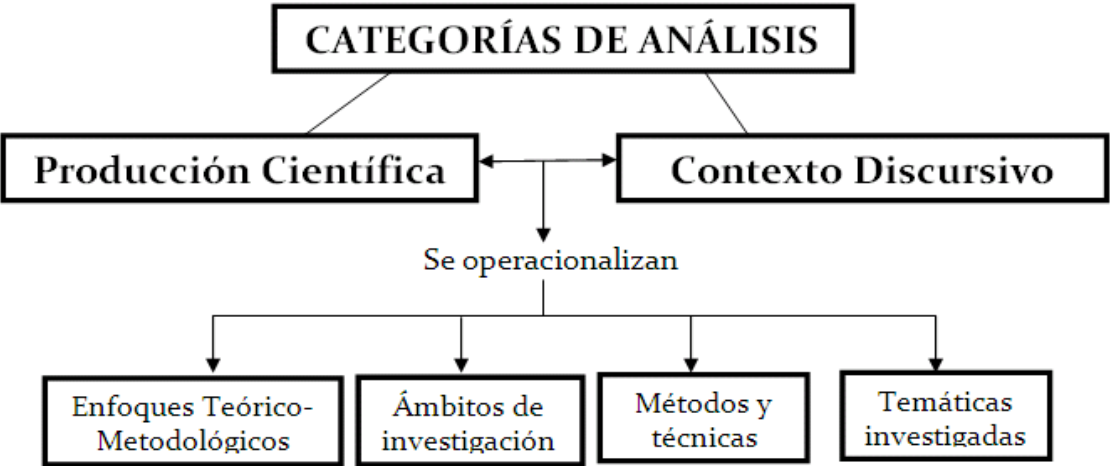 CATEGORÍAS DE ANÁLISIS
Producción Científica
Contexto Discursivo
Se operacionalizan
Enfoques Teórico-
Metodológicos
Ámbitos de
investigación
Métodos y
técnicas
Temáticas
investigadas